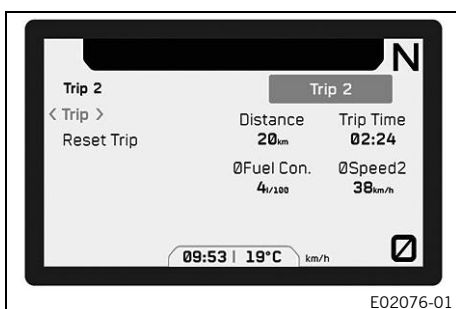 N
Trip 2 Trip 2
< Trip > Distance Trip Time
Reset Trip 20km 02:24
ØFuel Con. ØSpeed2
4l/100 38km/h
09:53 | 19°C km/h 0
E02076-01